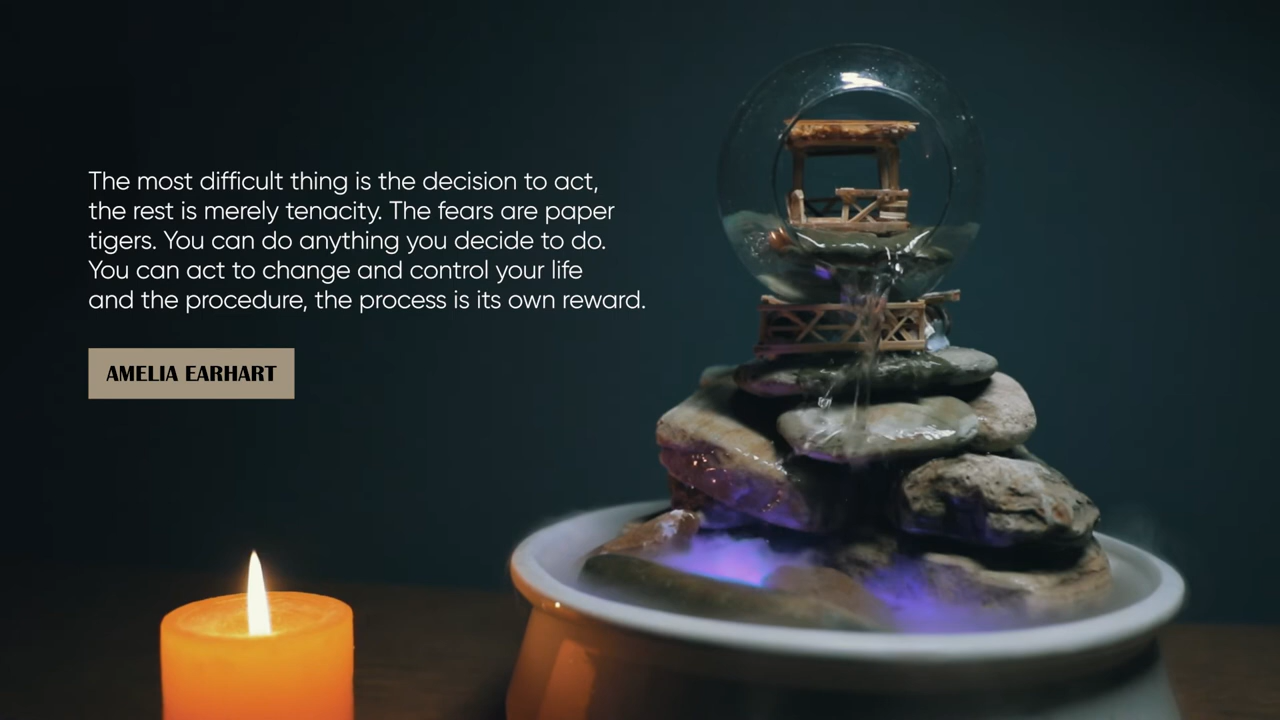 The most difficult thing is the decision to act,
the rest is merely tenacity. The fears are paper
tigers. You can do anything you decide to do.
You can act to change and control your life
and the procedure, the process is its own reward.
AMELIA EARHART